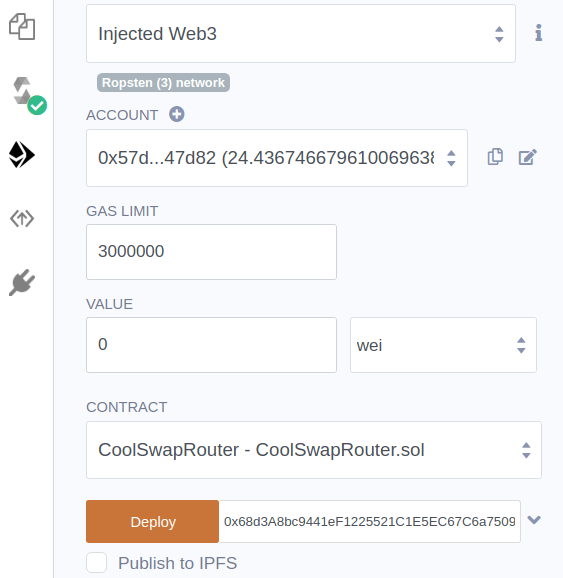 Injected Web3
Ropsten (3) network
ACCOUNT
0x57d...47d82 (24.436746679610069638
GAS LIMIT
3000000
VALUE
0
wei
CONTRACT
CoolSwapRouter - CoolSwapRouter.sol
Deploy 0x68d3A8bc9441eF1225521C1E5EC67C6a7509
Publish to IPFS